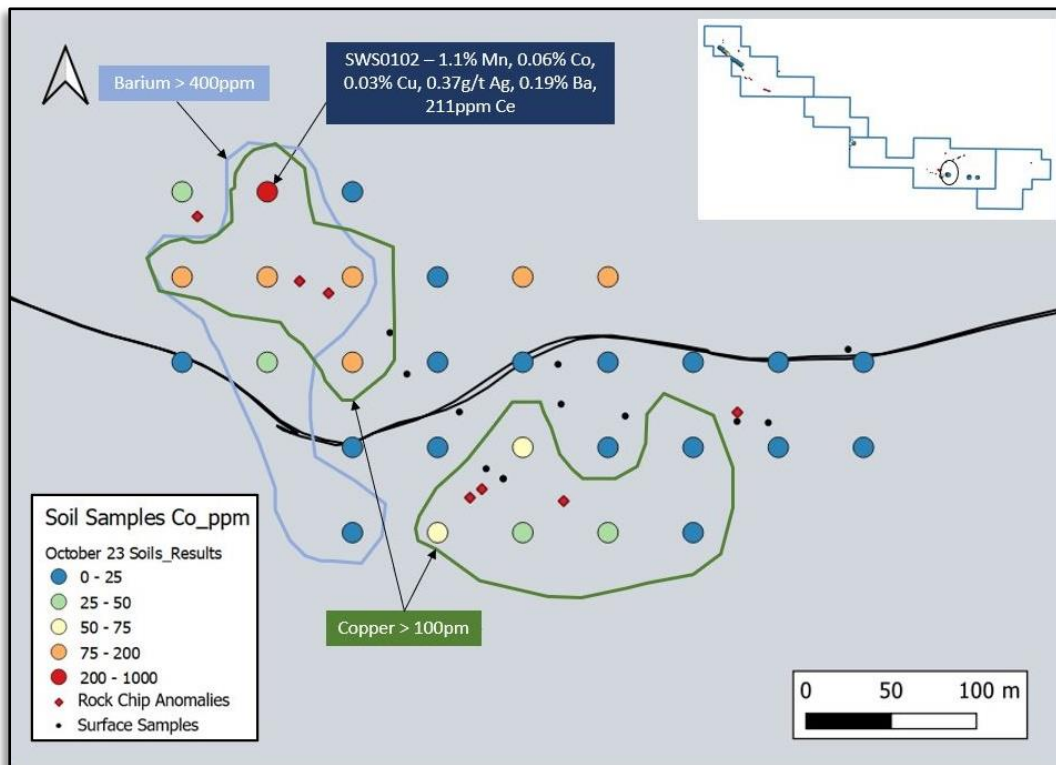 SWS0102 – 1.1% Mn, 0.06% Co,
0.03% Cu, 0.37g/t Ag, 0.19% Ba,
211ppm Ce
Barium > 400ppm
Copper > 100pm
Soil Samples Co_ppm
October 23 Soils_Results
0 - 25
25 - 50
50 - 75
75 - 200
200 - 1000
Rock Chip Anomalies
Surface Samples
0 50 100 m